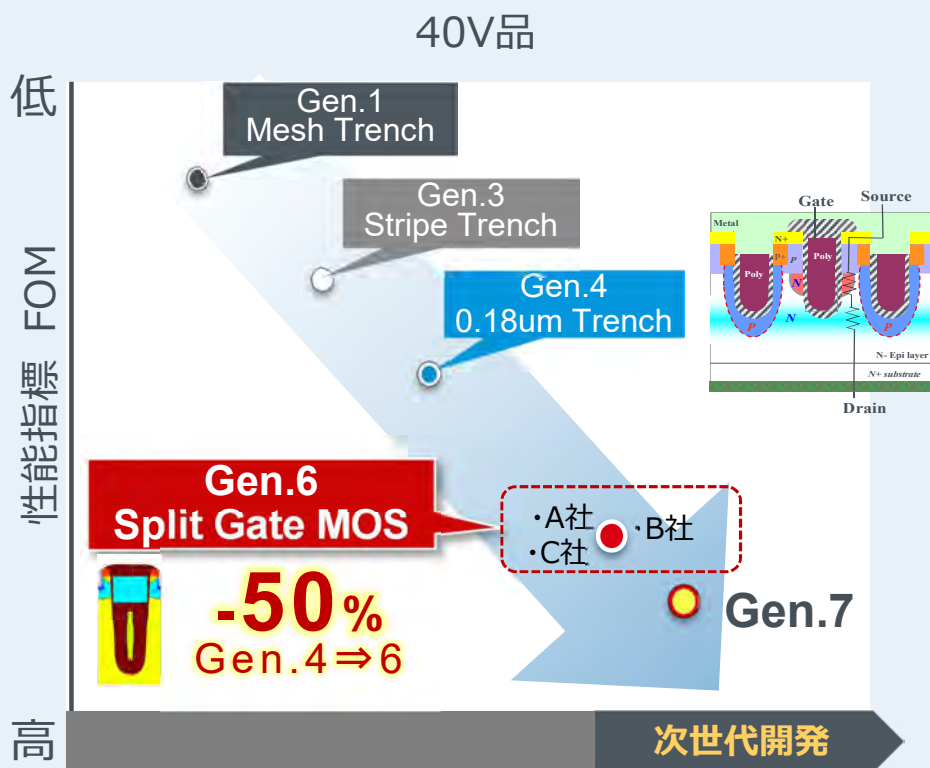 40V品
低
性能指標 FOM
高
Gen.1
Mesh Trench
Gen.3
Stripe Trench
Gen.4
0.18um Trench
Gen.6
Split Gate MOS
-50%
Gen.4⇒6
・A社
・B社
・C社
Gen.7
次世代開発
Gate
Source
Metal
N+
P+
P
Poly
Poly
N
N
P
P
N- Epi layer
N+ substrate
Drain